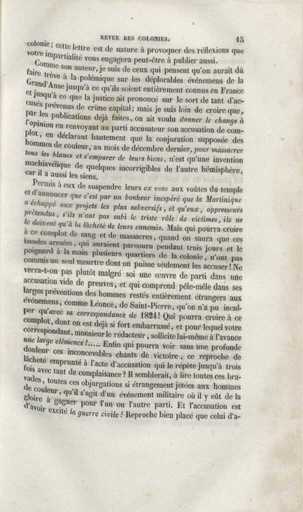 REVUE DES COLONIES. 15
colonie; cette lettre est de nature à provoquer des réflexions que
votre impartialité vous engagera peut-être à publier aussi.
Comme son auteur, je suis de ceux qui pensent qu'on aurait dû
faire trève à la polémique sur les déplorables événemens de la
Grand'Anse jusqu'à ce qu'ils soient entièrement connus en France
et jusqu'à ce que la justice ait prononcé sur le sort de tant d'ac-
cusés prévenus de crime capital; mais je suis loin de croire que,
par les publications déjà faites, on ait voulu donner le change à
l'opinion en renvoyant au parti accusateur son accusation de com-
plot, en déclarant hautement que la conjuration supposée des
hommes de couleur, au mois de décembre dernier, pour massacrer
tous les blancs et s'emparer de leurs biens, n'est qu'une invention
machiavélique de quelques incorrigibles de l'autre hémisphère,
car il a aussi les siens.
Permis à eux de suspendre leurs ex voto aux voûtes du temple
et d'annoncer que c'est par un bonheur inespéré que la Martinique
a échappé aux projets les plus subversifs, et qu'eux, oppresseurs
prétendus, s'ils n'ont pas subi le triste rôle de victimes, ils ne
le doivent qu'à la lâcheté de leurs ennemis. Mais qui pourra croire
à ce complot de sang et de massacres, quand on saura que ces
bandes armées, qui auraient parcouru pendant trois jours et le
poignard à la main plusieurs quartiers de la colonie, n'ont pas
commis un seul meurtre dont on puisse seulement les accuser! Ne
verra-t-on pas plutôt malgré soi une œuvre de parti dans une
accusation vide de preuves, et qui comprend pêle-mêle dans ses
larges préventions des hommes restés entièrement étrangers aux
événemens, comme Léonce, de Saint-Pierre, qu'on n'a pu incul-
per qu'avec sa correspondance de 1824! Qui pourra croire à ce
complot, dont on est déjà si fort embarrassé, et pour lequel votre
correspondant, monsieur le rédacteur, sollicite lui-même à l'avance
une large clémence!..... Enfin qui pourra voir sans une profonde
douleur ces inconcevables chants de victoire, ce reproche de
lâcheté emprunté à l'acte d'accusation qui le répète jusqu'à trois
fois avec tant de complaisance? Il semblerait, à lire toutes ces bra-
vades, toutes ces objurgations si étrangement jetées aux hommes
de couleur, qu'il s'agit d'un événement militaire où il y eût de la
gloire à gagner pour l'un ou l'autre parti. Et l'accusation est
d'avoir excité la guerre civile! Reproche bien placé que celui d'a-